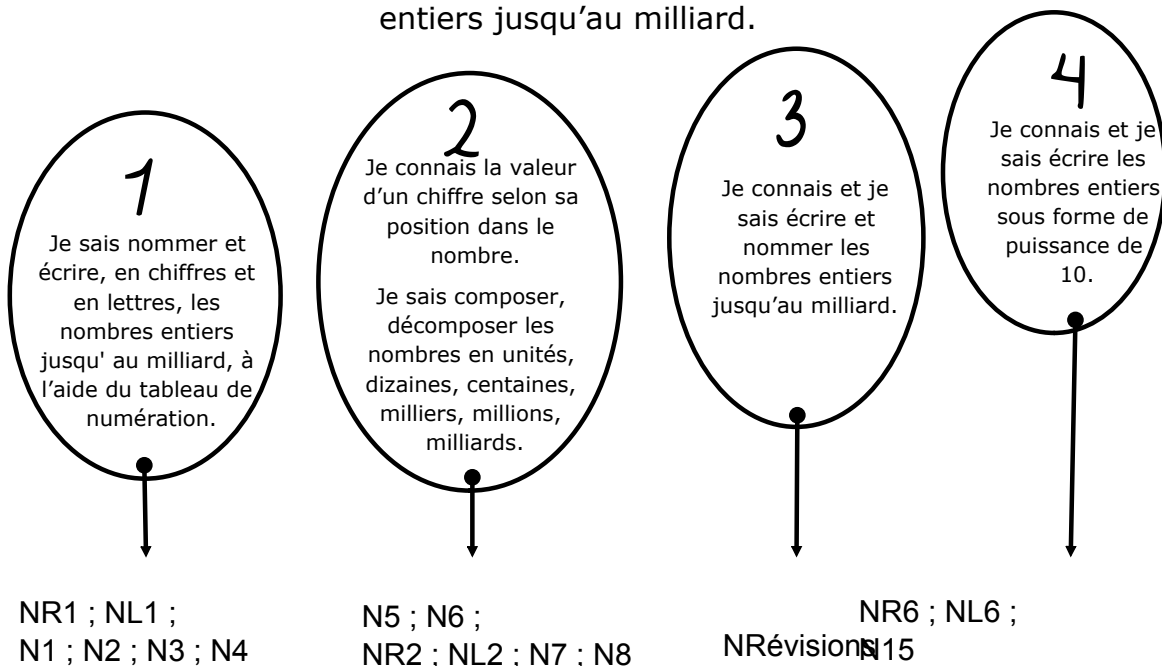 entiers jusqu’au milliard.
1
Je sais nommer et
écrire, en chiffres et
en lettres, les
nombres entiers
jusqu' au milliard, à
l’aide du tableau de
numération.
NR1 ; NL1 ;
N1 ; N2 ; N3 ; N4
2
Je connais la valeur
d’un chiffre selon sa
position dans le
nombre.
Je sais composer,
décomposer les
nombres en unités,
dizaines, centaines,
milliers, millions,
milliards.
N5 ; N6 ;
NR2 ; NL2 ; N7 ; N8
3
Je connais et je
sais écrire et
nommer les
nombres entiers
jusqu’au milliard.
NRévisions
4
Je connais et je
sais écrire les
nombres entiers
sous forme de
puissance de
10.
NR6 ; NL6 ;
N15